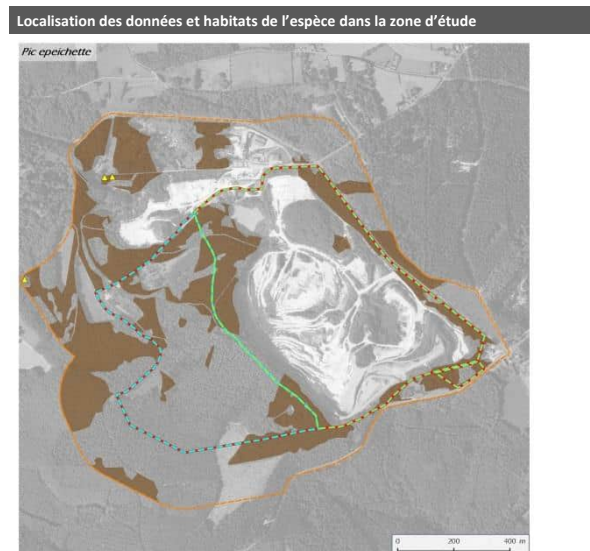 Localisation des données et habitats de l’espèce dans la zone d’étude
Pic epeichette
0 200 400 m